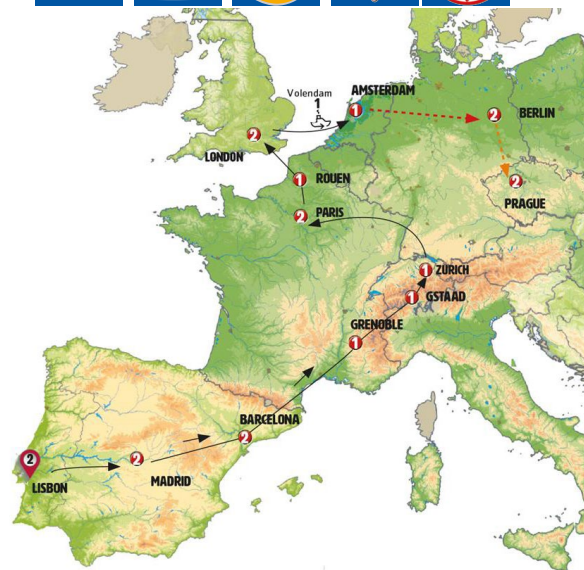 Volendam
1
AMSTERDAM
1
2
BERLIN
2
LONDON
1
ROUEN
2
PRAGUE
2
PARIS
1
ZURICH
1
GSTAAD
GRENOBLE
1
BARCELONA
2
2
LISBON
2
MADRID